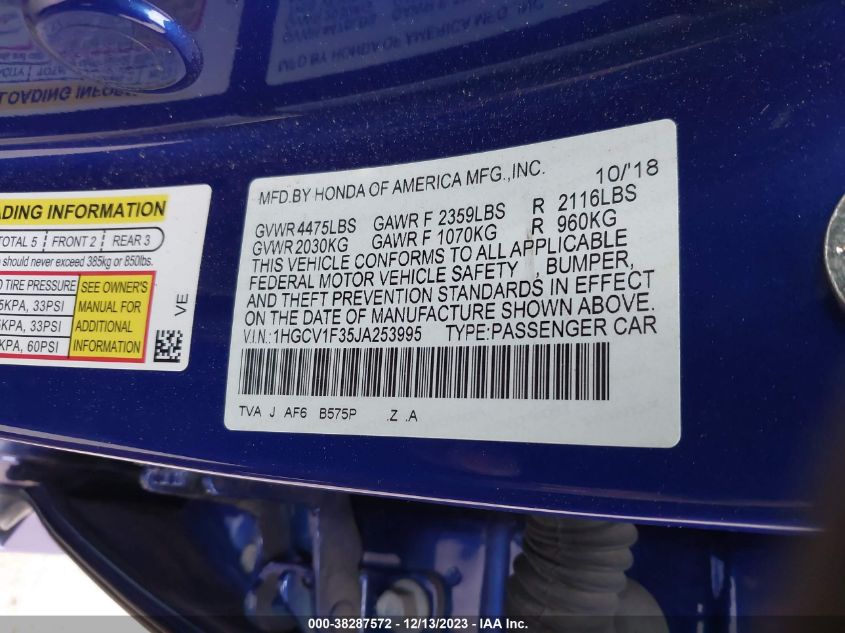 MFD.BY HONDA OF AMERICA MFG.,INC. 10/'18
GVWR 4475LBS GAWR F 2359LBS R 2116LBS
GVWR 2030KG GAWR F 1070KG R 960KG
THIS VEHICLE CONFORMS TO ALL APPLICABLE
FEDERAL MOTOR VEHICLE SAFETY , BUMPER,
AND THEFT PREVENTION STANDARDS IN EFFECT
ON THE DATE OF MANUFACTURE SHOWN ABOVE.
V.I.N.:1HGCV1F35JA253995 TYPE:PASSENGER CAR
TVA J AF6 B575P .Z .A
INFORMATION
TOTAL 5 FRONT 2 REAR 3
should never exceed 385kg or 850lbs.
TIRE PRESSURE
KPA, 33PSI
KPA, 33PSI
KPA, 60PSI
SEE OWNER'S
MANUAL FOR
ADDITIONAL
INFORMATION
VE
000-38287572 - 12/13/2023 - IAA Inc.